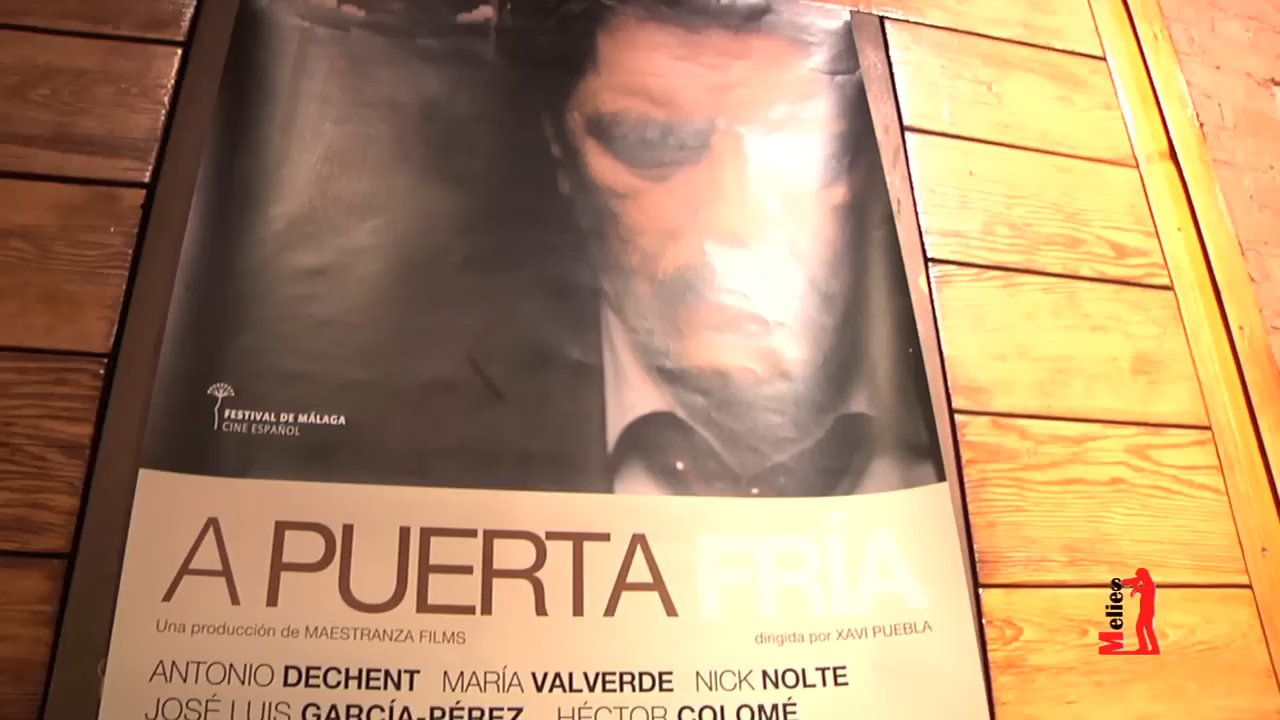 FESTIVAL DE MÁLAGA
CINE ESPAÑOL
A PUERTA FRÍA
Una producción de MAESTRANZA FILMS
dirigida por XAVI PUEBLA
ANTONIO DECHENT MARÍA VALVERDE NICK NOLTE
JOSÉ LUIS GARCÍA-PÉREZ HÉCTOR COLOMÉ
Melies